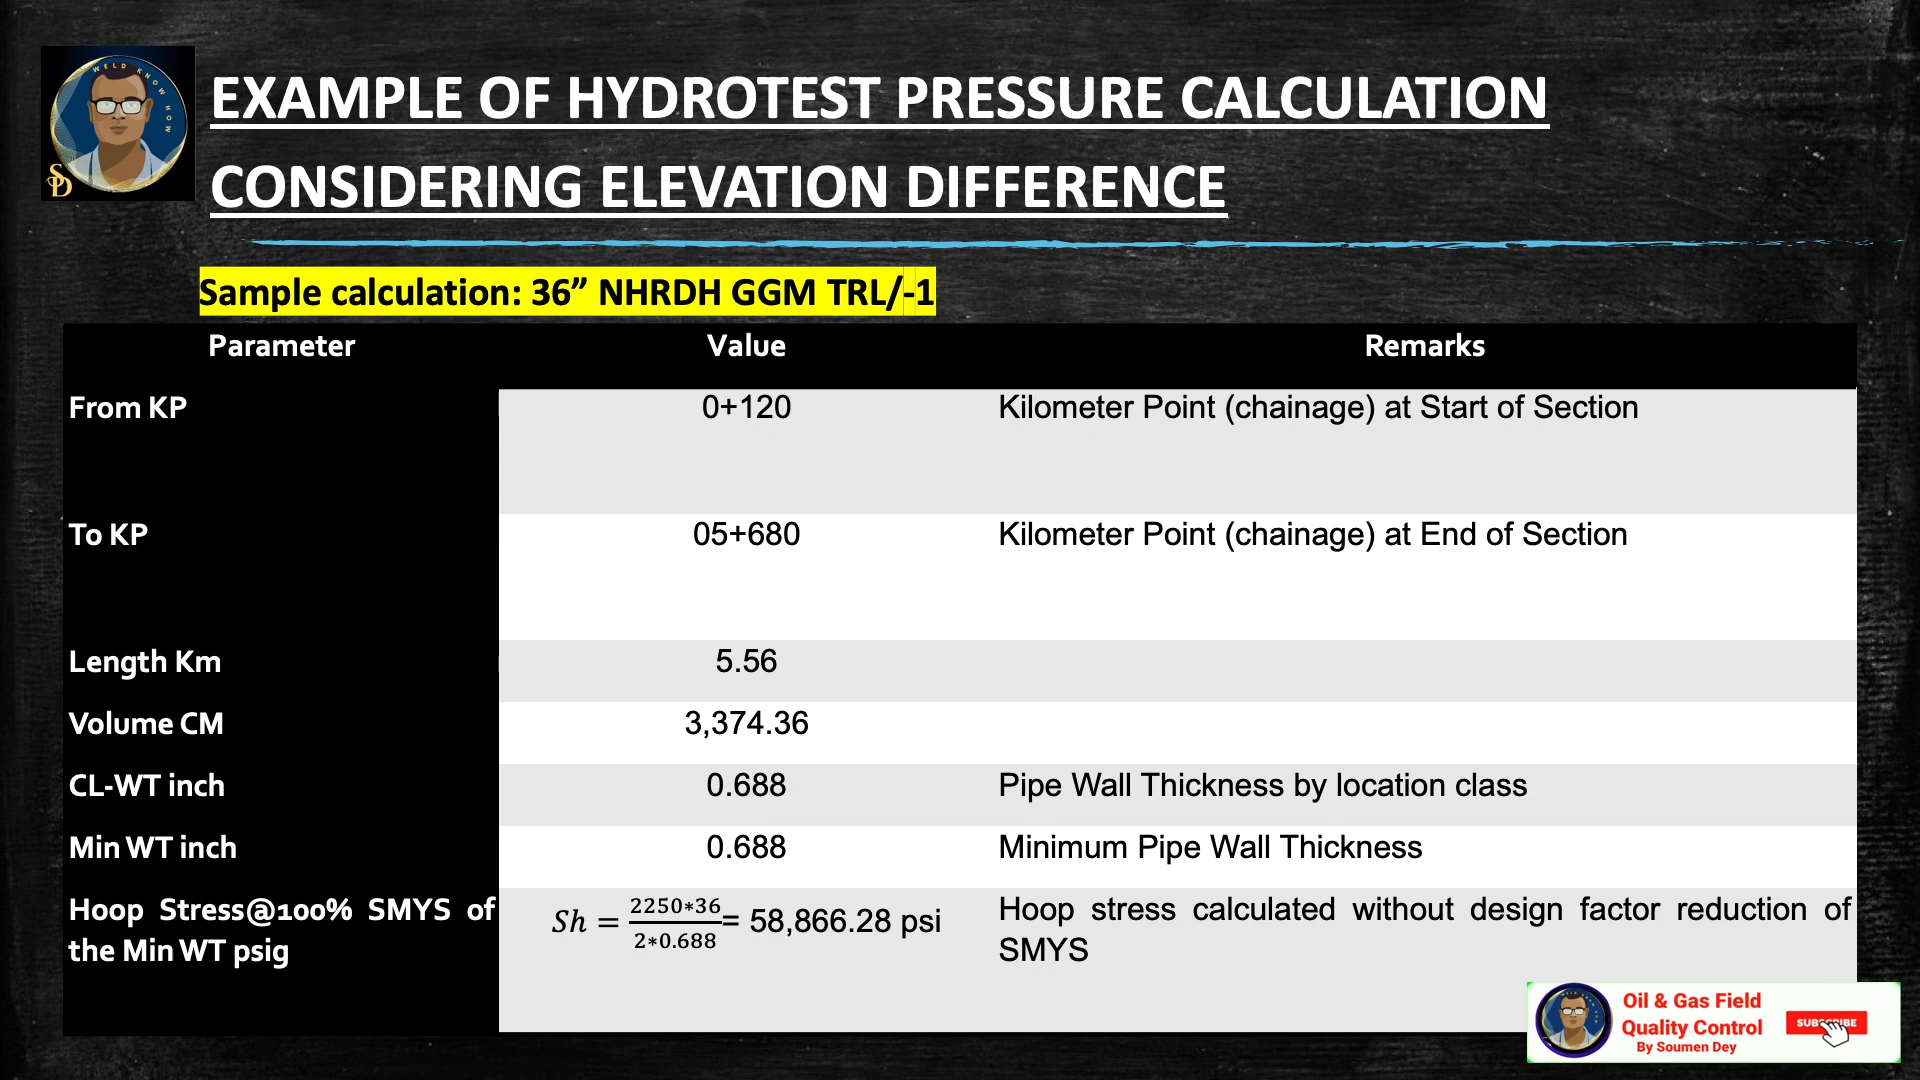 WELD KNOW HOW
SD
EXAMPLE OF HYDROTEST PRESSURE CALCULATION
CONSIDERING ELEVATION DIFFERENCE
Sample calculation: 36” NHRDH GGM TRL/-1
Parameter Value Remarks
From KP 0+120 Kilometer Point (chainage) at Start of Section
To KP 05+680 Kilometer Point (chainage) at End of Section
Length Km 5.56
Volume CM 3,374.36
CL-WT inch 0.688 Pipe Wall Thickness by location class
Min WT inch 0.688 Minimum Pipe Wall Thickness
Hoop Stress@100% SMYS of the Min WT psig Sh = 2250*36 / 2*0.688 = 58,866.28 psi Hoop stress calculated without design factor reduction of SMYS
Oil & Gas Field
Quality Control
By Soumen Dey
SUBSCRIBE